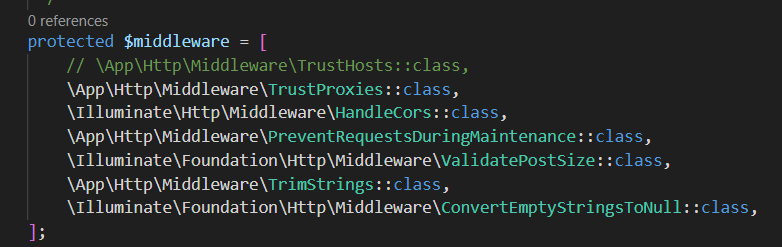 0 references
protected $middleware = [
// \App\Http\Middleware\TrustHosts::class,
\App\Http\Middleware\TrustProxies::class,
\Illuminate\Http\Middleware\HandleCors::class,
\App\Http\Middleware\PreventRequestsDuringMaintenance::class,
\Illuminate\Foundation\Http\Middleware\ValidatePostSize::class,
\App\Http\Middleware\TrimStrings::class,
\Illuminate\Foundation\Http\Middleware\ConvertEmptyStringsToNull::class,
];